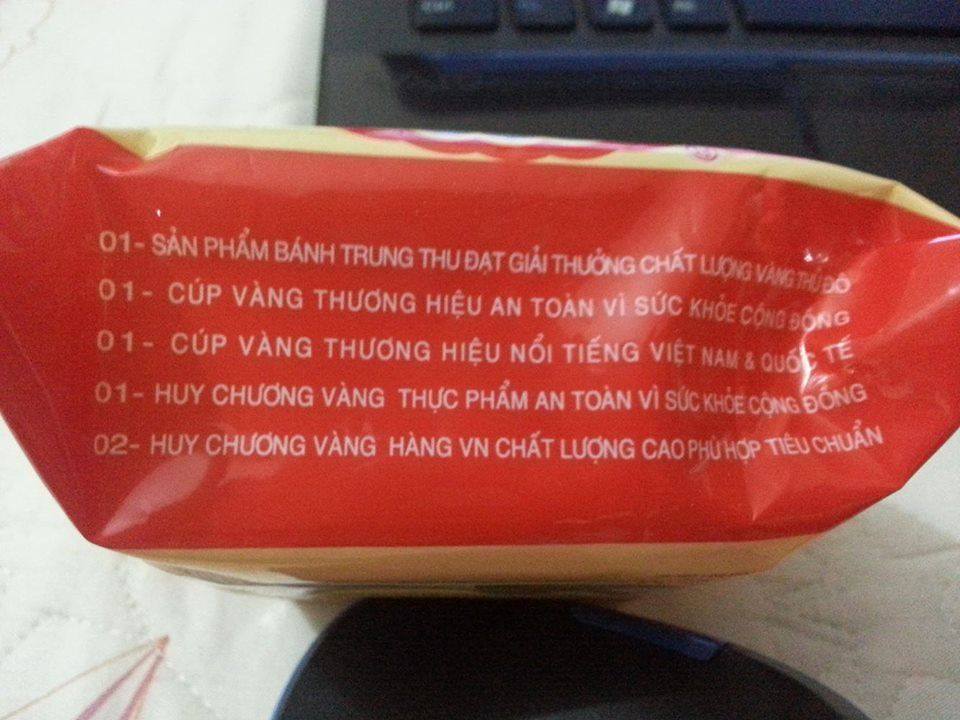 01- SẢN PHẨM BÁNH TRUNG THU ĐẠT GIẢI THƯỞNG CHẤT LƯỢNG VÀNG THỦ ĐÔ
01- CÚP VÀNG THƯƠNG HIỆU AN TOÀN VÌ SỨC KHỎE CỘNG ĐỒNG
01- CÚP VÀNG THƯƠNG HIỆU NỔI TIẾNG VIỆT NAM & QUỐC TẾ
01- HUY CHƯƠNG VÀNG THỰC PHẨM AN TOÀN VÌ SỨC KHỎE CỘNG ĐỒNG
02- HUY CHƯƠNG VÀNG HÀNG VN CHẤT LƯỢNG CAO PHÙ HỢP TIÊU CHUẨN